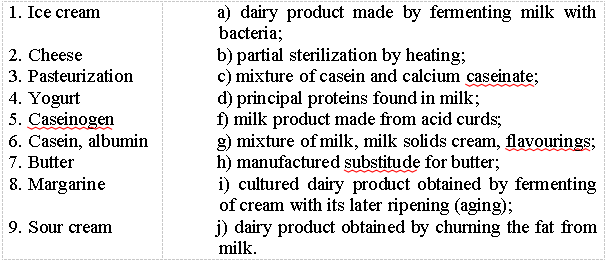 1. Ice cream a) dairy product made by fermenting milk with
bacteria;
2. Cheese b) partial sterilization by heating;
3. Pasteurization c) mixture of casein and calcium caseinate;
4. Yogurt d) principal proteins found in milk;
5. Caseinogen f) milk product made from acid curds;
6. Casein, albumin g) mixture of milk, milk solids cream, flavourings;
7. Butter h) manufactured substitude for butter;
8. Margarine i) cultured dairy product obtained by fermenting
of cream with its later ripening (aging);
9. Sour cream j) dairy product obtained by churning the fat from
milk.